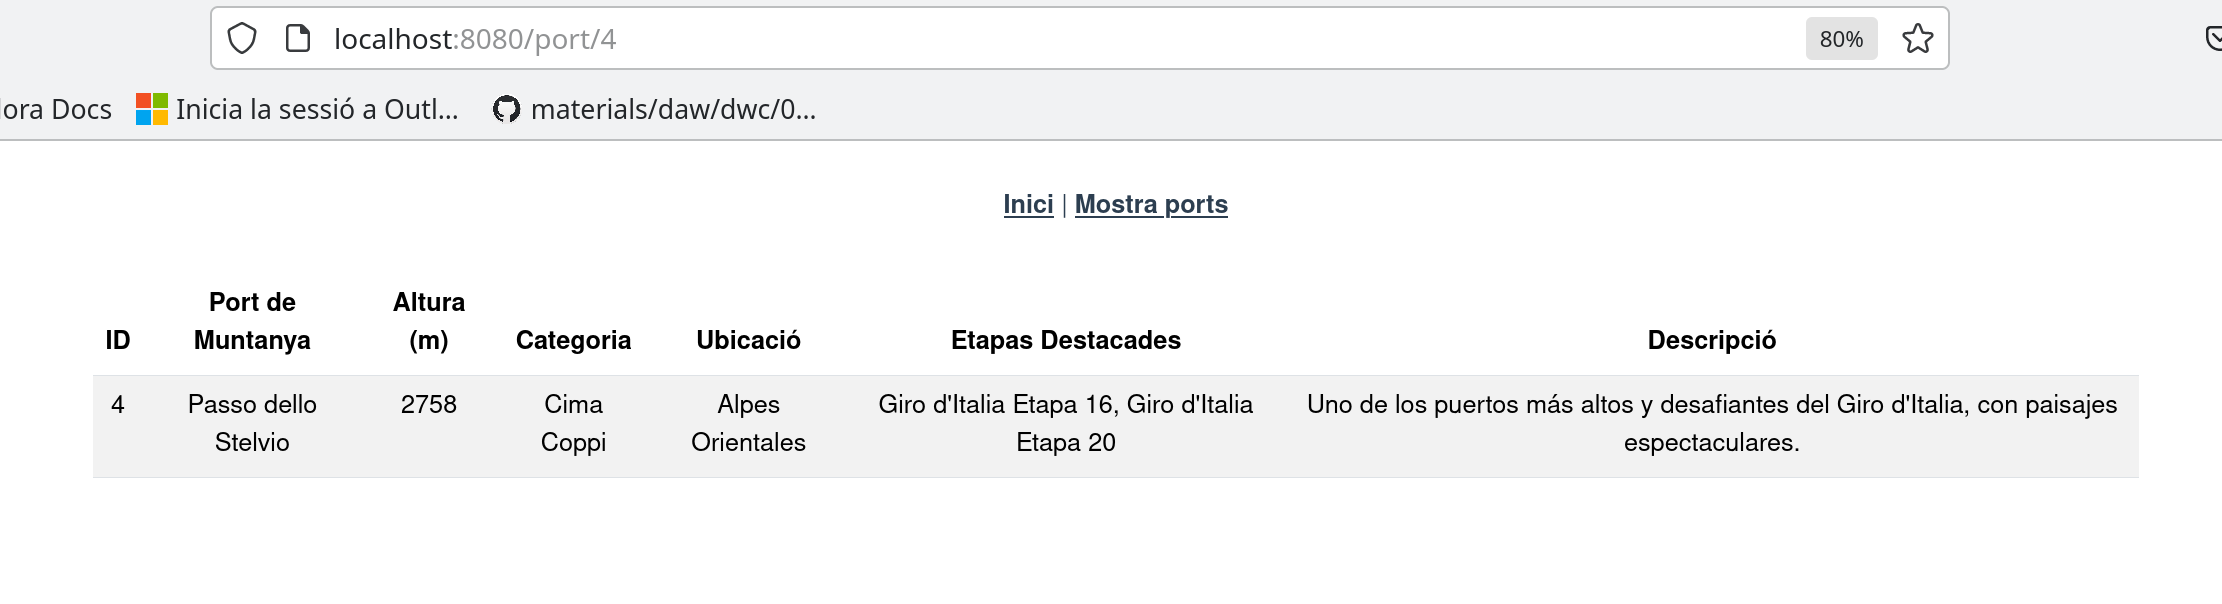 localhost:8080/port/4
80%
lora Docs
Inicia la sessió a Outl...
materials/daw/dwc/0...
Inici | Mostra ports
ID
Port de
Muntanya
Altura
(m)
Categoria
Ubicació
Etapas Destacades
Descripció
4
Passo dello
Stelvio
2758
Cima
Coppi
Alpes
Orientales
Giro d'Italia Etapa 16, Giro d'Italia
Etapa 20
Uno de los puertos más altos y desafiantes del Giro d'Italia, con paisajes
espectaculares.